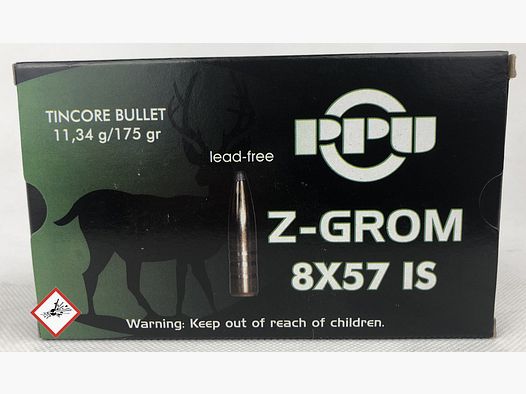 TINCORE BULLET
11,34 g/175 gr
lead-free
PPU
Z-GROM
8X57 IS
Warning: Keep out of reach of children.